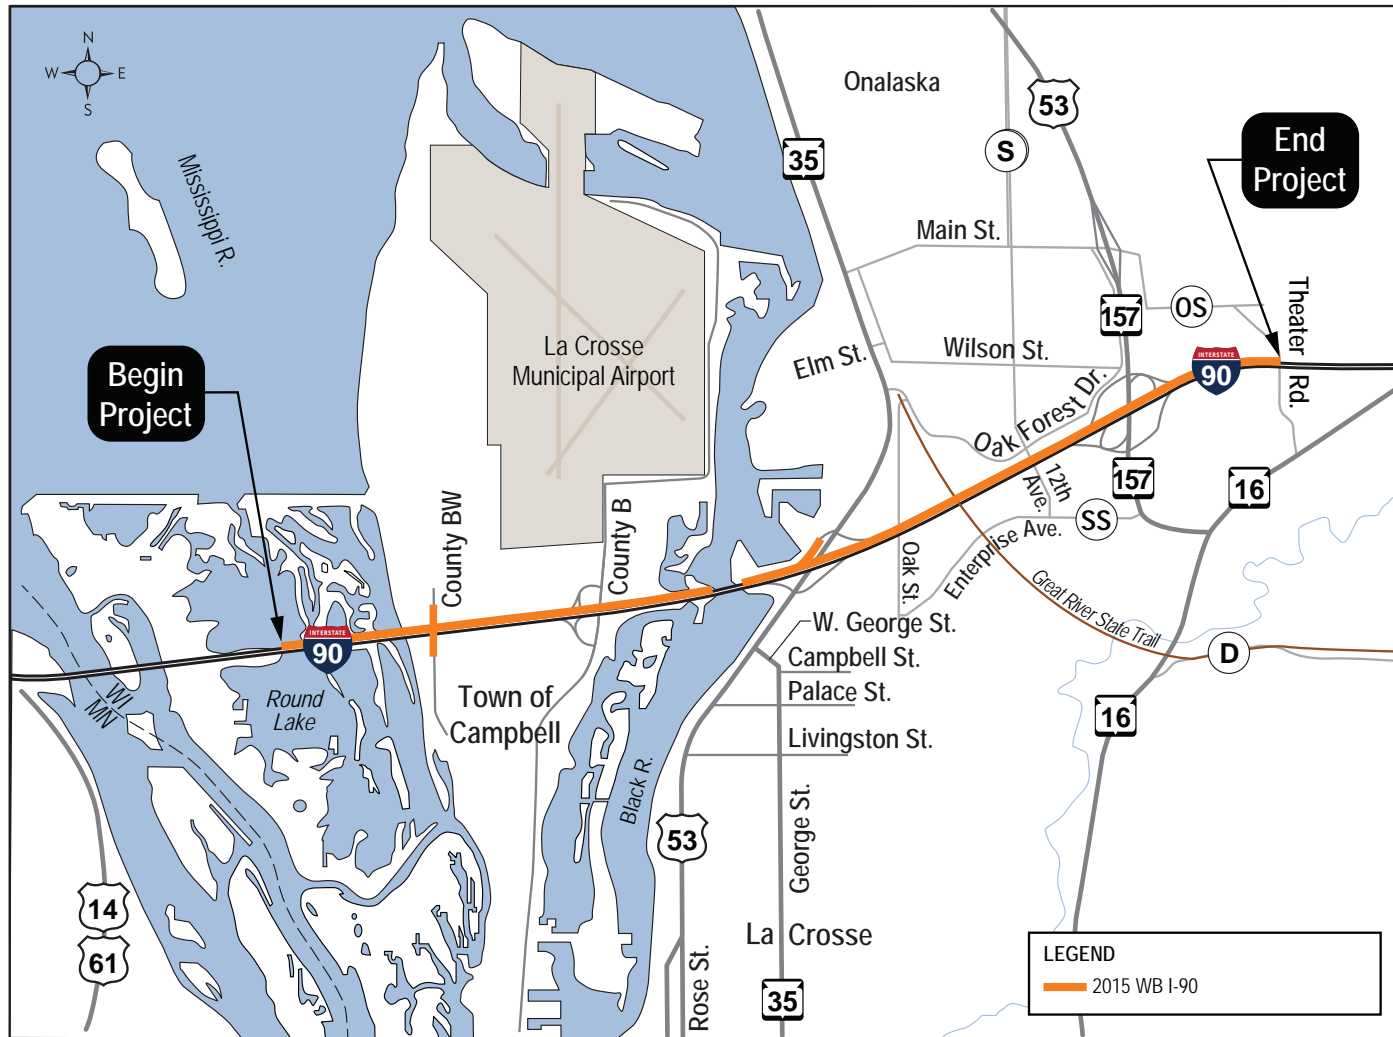 N
W E
S
Onalaska
53
S
35
End
Project
Mississippi R.
Main St.
Theater Rd.
OS
157
La Crosse
Municipal Airport
Elm St.
Wilson St.
INTERSTATE
90
Begin
Project
Oak Forest Dr.
12th
Ave.
157
16
SS
County BW
County B
Oak St.
Enterprise Ave.
Great River State Trail
INTERSTATE
90
W. George St.
Campbell St.
D
WI
MN
Round
Lake
Town of
Campbell
Palace St.
16
Livingston St.
Black R.
53
George St.
14
61
La Crosse
Rose St.
35
LEGEND
2015 WB I-90